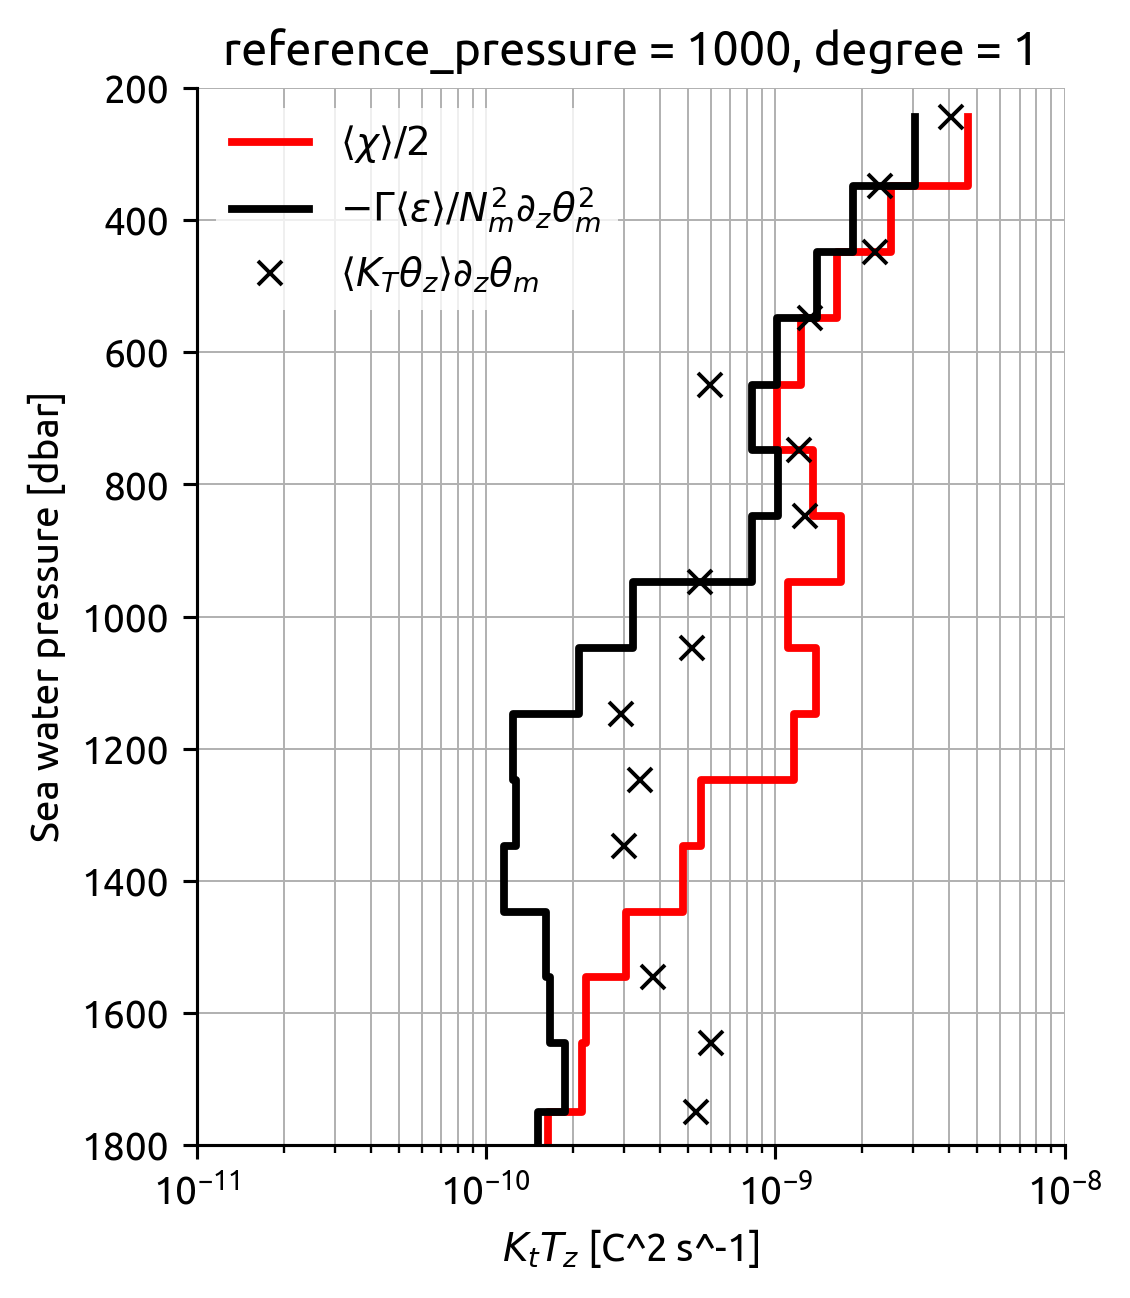 reference_pressure = 1000, degree = 1
⟨χ⟩/2
−Γ⟨ε⟩/N_m^2 ∂_zθ_m^2
⟨K_Tθ_z⟩∂_zθ_m
200
400
600
800
1000
1200
1400
1600
1800
Sea water pressure [dbar]
10⁻¹¹ 10⁻¹⁰ 10⁻⁹ 10⁻⁸
K_tT_z [C^2 s^-1]